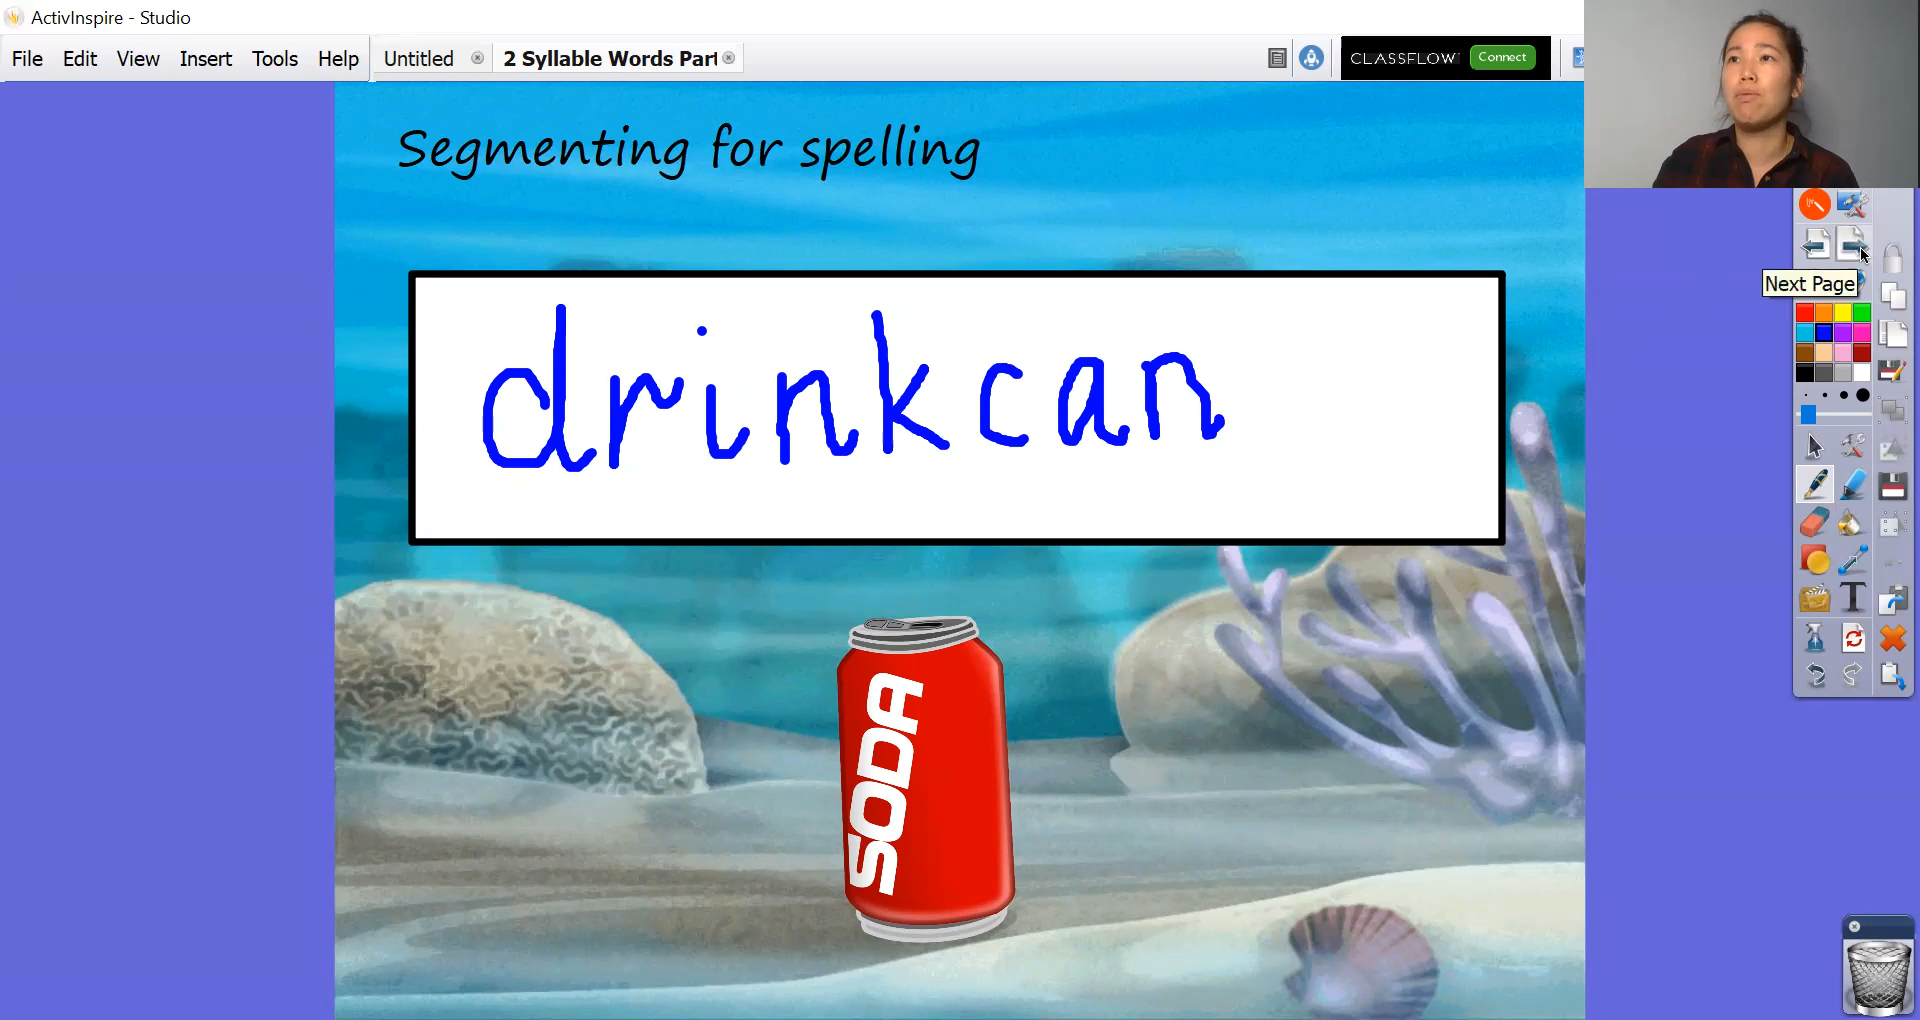 ActivInspire - Studio
File Edit View Insert Tools Help Untitled 2 Syllable Words Part CLASSFLOW Connect
Segmenting for spelling
Next Page
drinkcan
SODA